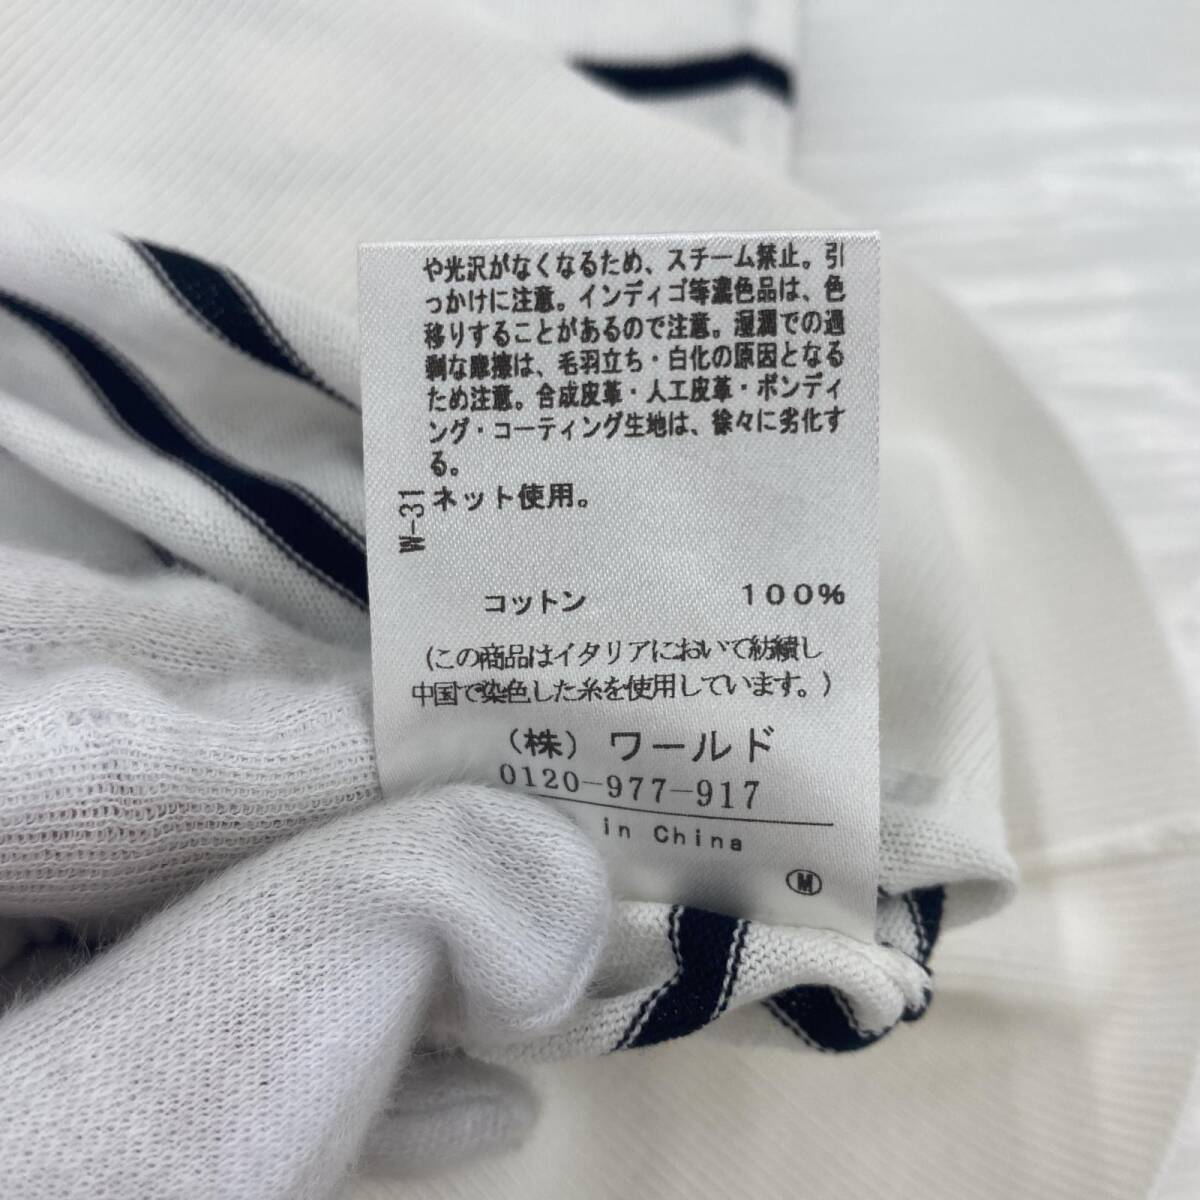 や光沢がなくなるため、スチーム禁止。引
っかけに注意。インディゴ等濃色品は、色
移りすることがあるので注意。湿潤での過
剰な摩擦は、毛羽立ち・白化の原因となる
ため注意。合成皮革・人工皮革・ボンディ
ング・コーティング生地は、徐々に劣化す
る。
ネット使用。
W-31
コットン 100%
(この商品はイタリアにおいて紡績し
中国で染色した糸を使用しています。)
(株) ワールド
0120-977-917
in China
M